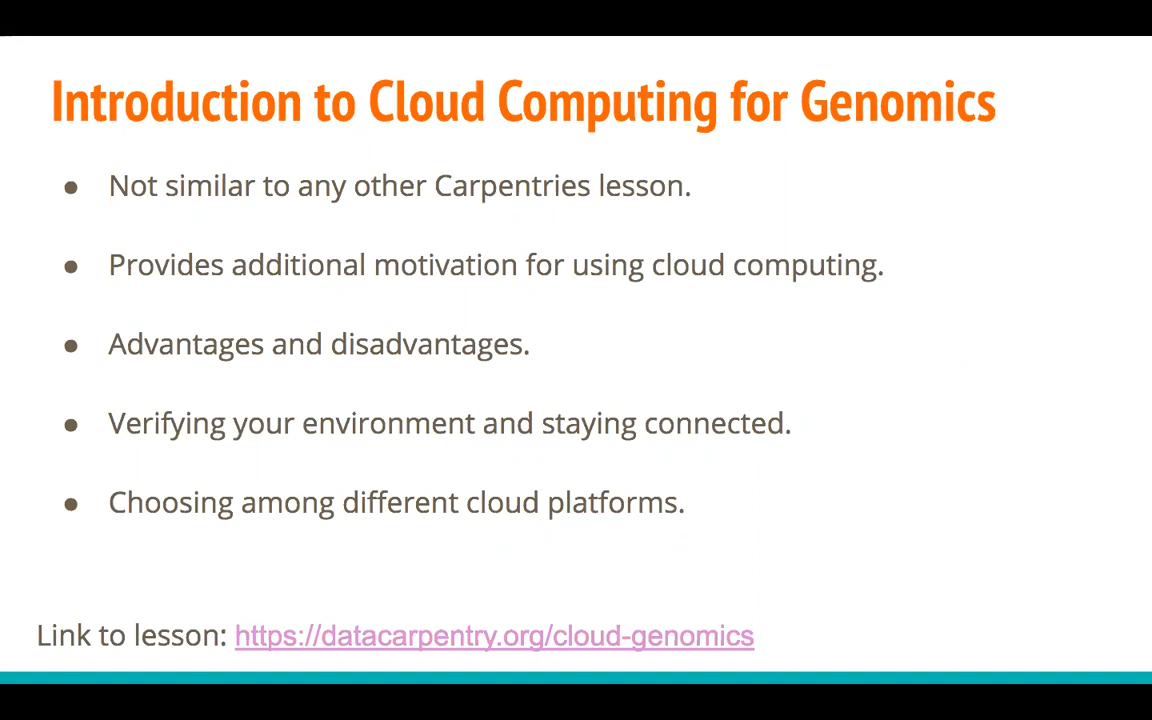 Introduction to Cloud Computing for Genomics
● Not similar to any other Carpentries lesson.
● Provides additional motivation for using cloud computing.
● Advantages and disadvantages.
● Verifying your environment and staying connected.
● Choosing among different cloud platforms.
Link to lesson: https://datacarpentry.org/cloud-genomics